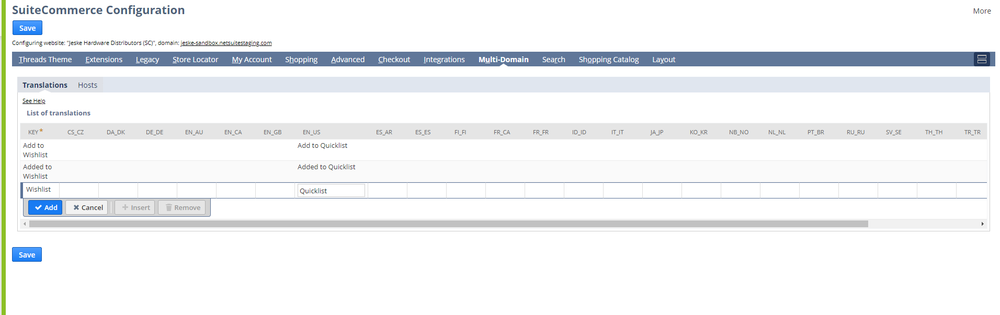 SuiteCommerce Configuration
More
Save
Configuring website: "Jeske Hardware Distributors (SC)", domain: jeske-sandbox.netsuitestaging.com
Threads Theme Extensions Legacy Store Locator My Account Shopping Advanced Checkout Integrations Multi-Domain Search Shopping Catalog Layout
Translations Hosts
See Help
List of translations
KEY* CS_CZ DA_DK DE_DE EN_AU EN_CA EN_GB EN_US ES_AR ES_ES FI_FI FR_CA FR_FR ID_ID IT_IT JA_JP KO_KR NB_NO NL_NL PT_BR RU_RU SV_SE TH_TH TR_TR
Add to Add to Quicklist
Wishlist
Added to Added to Quicklist
Wishlist
Wishlist Quicklist
Add Cancel Insert Remove
Save